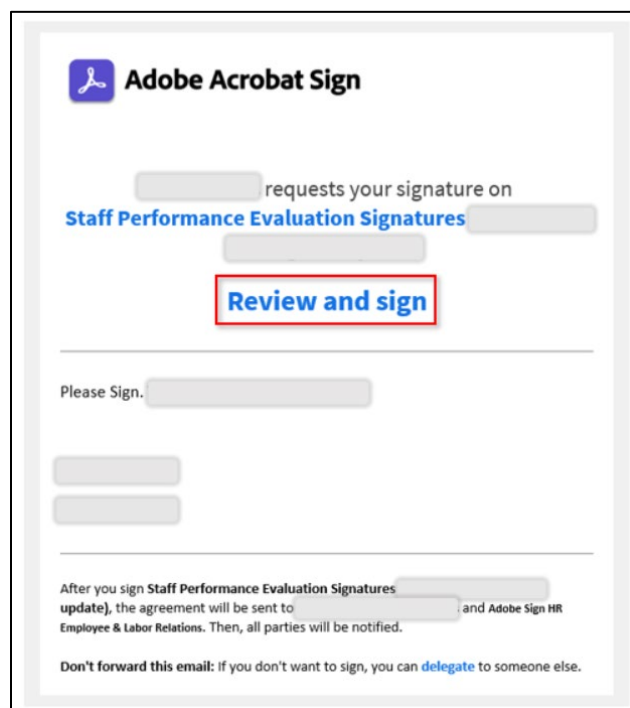 Adobe Acrobat Sign
requests your signature on
Staff Performance Evaluation Signatures
Review and sign
Please Sign.
After you sign Staff Performance Evaluation Signatures
update), the agreement will be sent to and Adobe Sign HR
Employee & Labor Relations. Then, all parties will be notified.
Don't forward this email: If you don't want to sign, you can delegate to someone else.